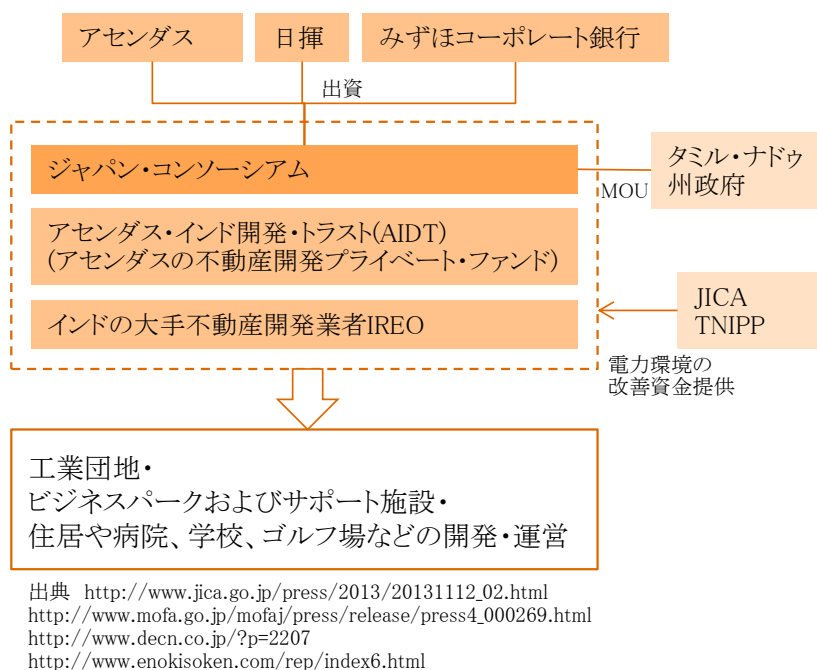 アセンダス
日揮
みずほコーポレート銀行
出資
ジャパン・コンソーシアム
MOU
タミル・ナドゥ
州政府
アセンダス・インド開発・トラスト(AIDT)
(アセンダスの不動産開発プライベート・ファンド)
インドの大手不動産開発業者IREO
JICA
TNIPP
電力環境の
改善資金提供
工業団地・
ビジネスパークおよびサポート施設・
住居や病院、学校、ゴルフ場などの開発・運営
出典 http://www.jica.go.jp/press/2013/20131112_02.html
http://www.mofa.go.jp/mofaj/press/release/press4_000269.html
http://www.decn.co.jp/?p=2207
http://www.enokisoken.com/rep/index6.html